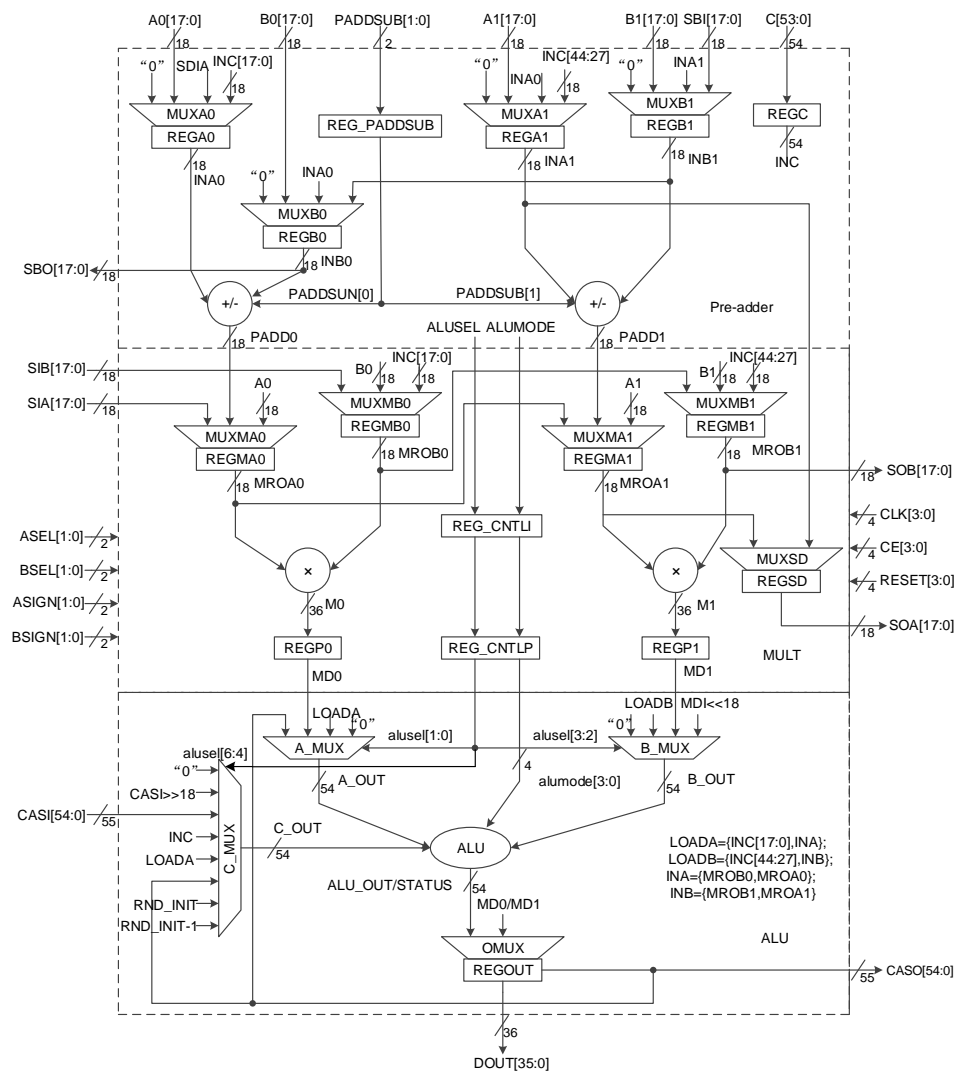 A0[17:0] B0[17:0] PADDSUB[1:0] A1[17:0] B1[17:0] SBI[17:0] C[53:0]
18 18 2 18 18 18 54
“0” SDIA INC[17:0] 18
“0” INA0 INC[44:27] 18
“0” INA1
MUXA0 MUXA1 MUXB1
REGA0 REG_PADDSUB REGA1 REGB1 REGC
18 INA0
18 INA1
18 INB1
54 INC
“0” INA0
MUXB0
REGB0
18 INB0
SBO[17:0] 18
+/- PADDSUN[0] PADDSUB[1] +/-
Pre-adder
18 PADD0
ALUSEL ALUMODE
18 PADD1
SIB[17:0] 18
B0 18 INC[17:0] 18
B1 18 INC[44:27] 18
SIA[17:0] 18
A0 18
MUXMB0
A1 18
MUXMB1
MUXMA0 REGMB0 MUXMA1 REGMB1
REGMA0 REGMA1
18 MROB0
18 MROB1
18 MROA0
18 MROA1
18 SOB[17:0]
4 CLK[3:0]
REG_CNTLI
ASEL[1:0] 2
4 CE[3:0]
MUXSD
BSEL[1:0] 2
× ×
REGSD
4 RESET[3:0]
ASIGN[1:0] 2
36 M0
36 M1
18 SOA[17:0]
BSIGN[1:0] 2
REGP0 REG_CNTLP REGP1
MULT
MD0 MD1
LOADA “0”
“0” LOADB MDI<<18
alusel[1:0] alusel[3:2]
A_MUX B_MUX
alusel[6:4]
“0”
4
alumode[3:0]
54 A_OUT
54 B_OUT
CASI>>18
CASI[54:0] 55
INC
C_MUX
C_OUT
54
LOADA
ALU
LOADA={INC[17:0],INA};
LOADB={INC[44:27],INB};
INA={MROB0,MROA0};
INB={MROB1,MROA1}
ALU_OUT/STATUS 54
RND_INIT
MD0/MD1
RND_INIT-1
OMUX
ALU
REGOUT
55 CASO[54:0]
36
DOUT[35:0]